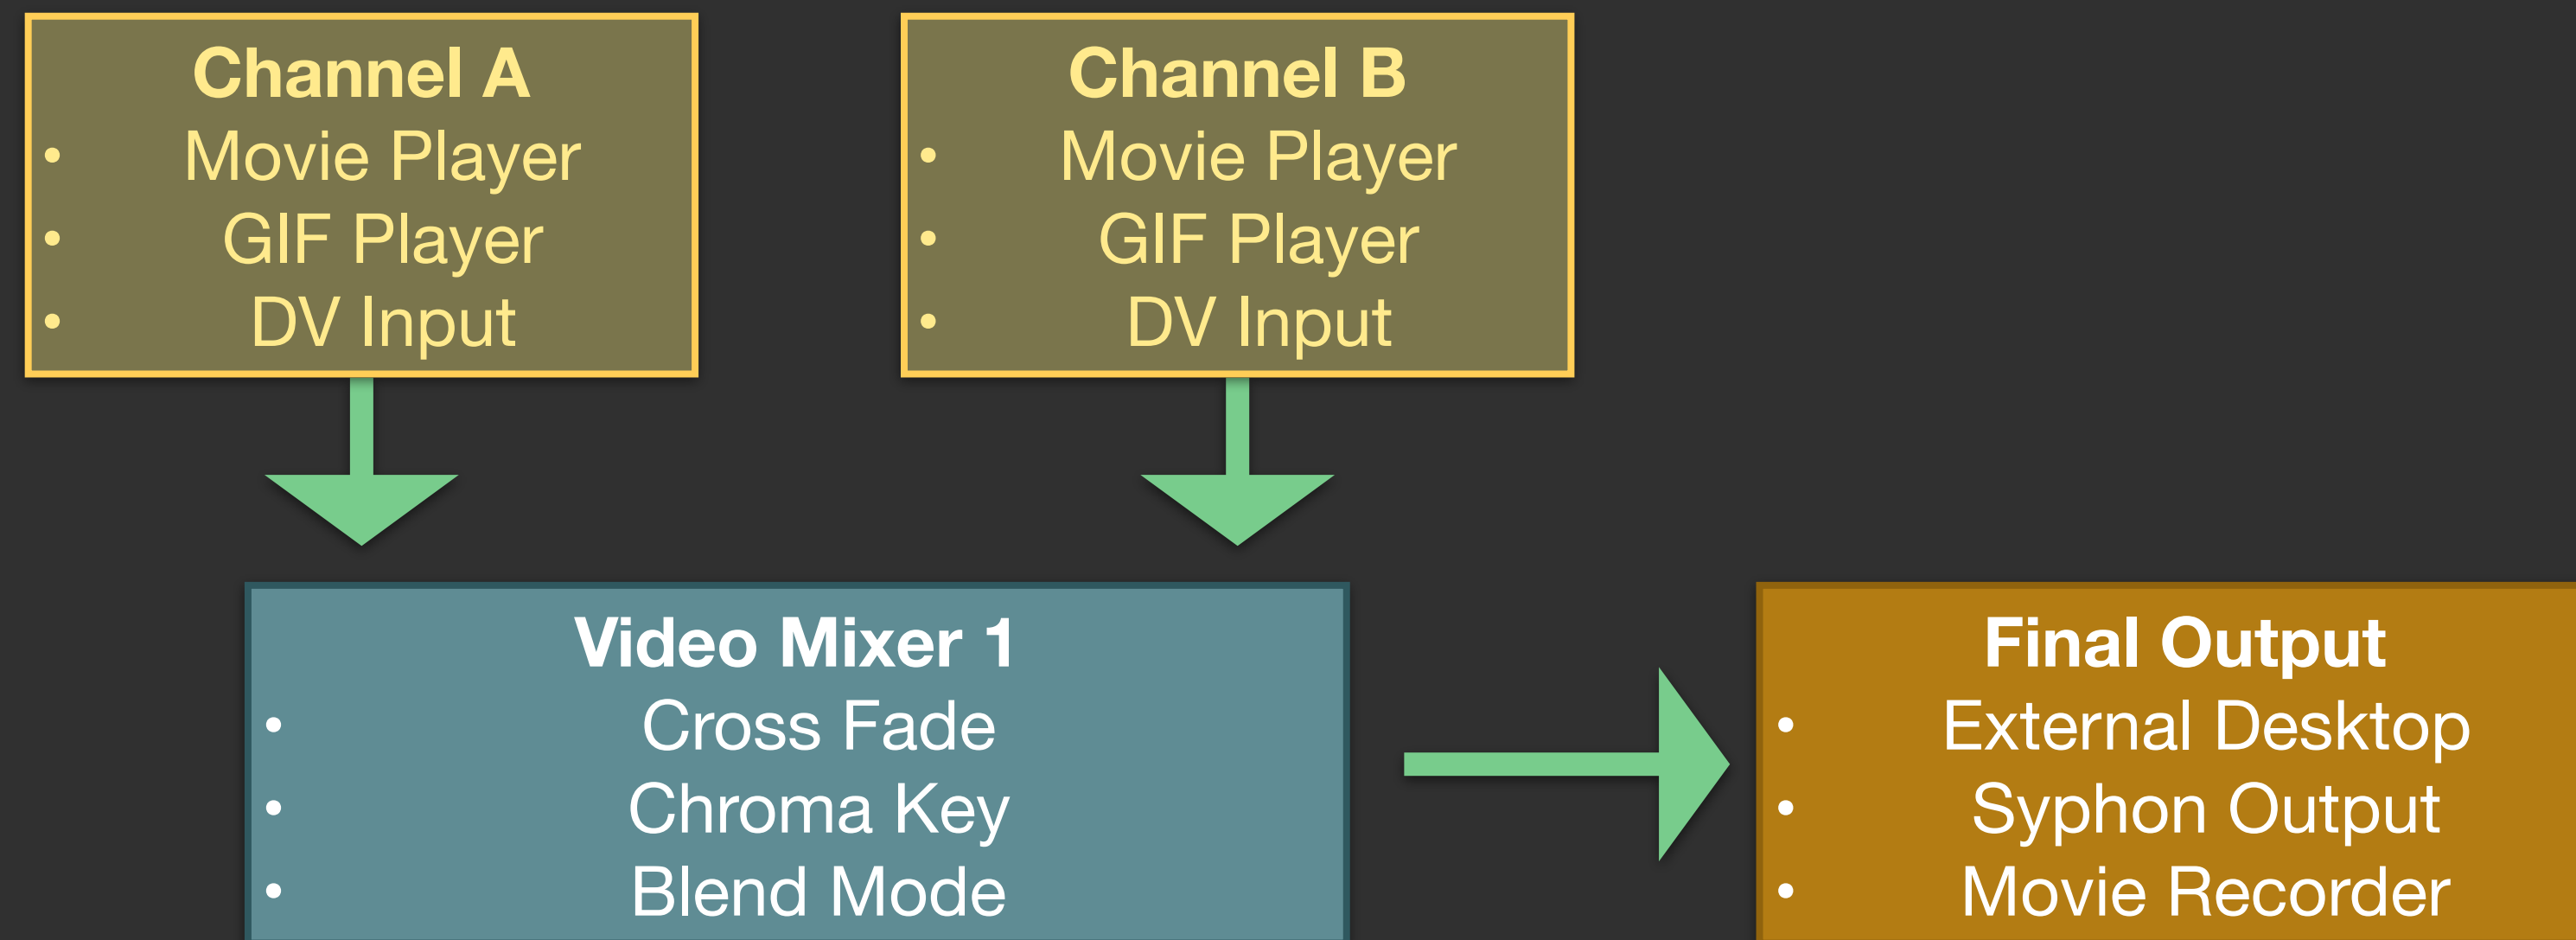 Channel A
• Movie Player
• GIF Player
• DV Input
Channel B
• Movie Player
• GIF Player
• DV Input
Video Mixer 1
• Cross Fade
• Chroma Key
• Blend Mode
Final Output
• External Desktop
• Syphon Output
• Movie Recorder